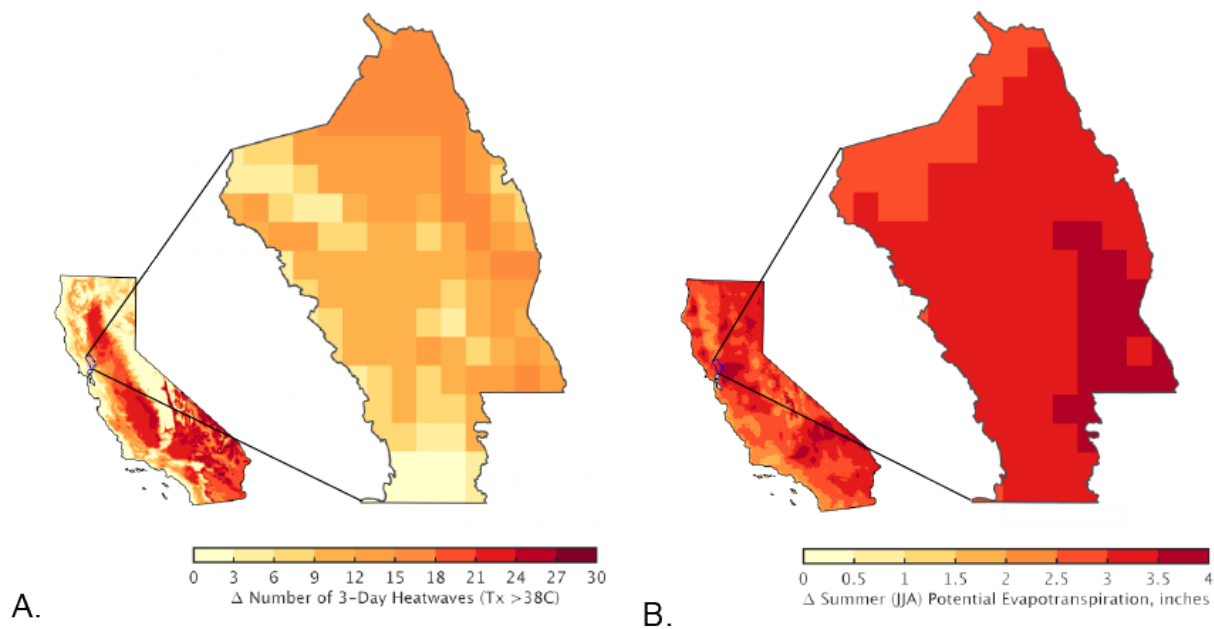 0 3 6 9 12 15 18 21 24 27 30
Δ Number of 3-Day Heatwaves (Tx >38C)
A.
0 0.5 1 1.5 2 2.5 3 3.5 4
Δ Summer (JJA) Potential Evapotranspiration, inches
B.